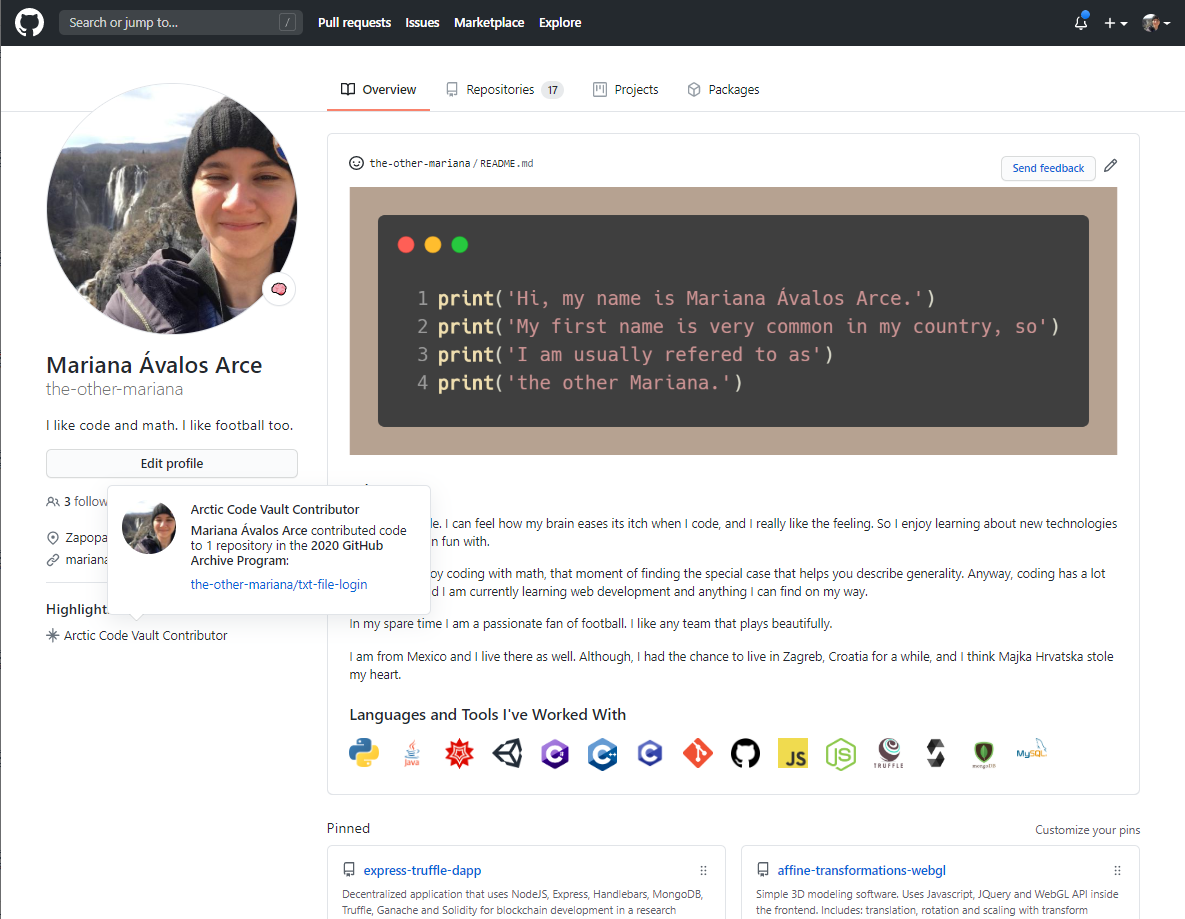 Search or jump to... /
Pull requests Issues Marketplace Explore
Overview Repositories 17 Projects Packages
the-other-mariana / README.md
Send feedback
1 print('Hi, my name is Mariana Ávalos Arce.')
2 print('My first name is very common in my country, so')
3 print('I am usually refered to as')
4 print('the other Mariana.')
Mariana Ávalos Arce
the-other-mariana
I like code and math. I like football too.
Edit profile
3 follow
Zapopa
mariana
Highlight
Arctic Code Vault Contributor
Arctic Code Vault Contributor
Mariana Ávalos Arce contributed code
to 1 repository in the 2020 GitHub
Archive Program:
the-other-mariana/txt-file-login
I can feel how my brain eases its itch when I code, and I really like the feeling. So I enjoy learning about new technologies
fun with.
coding with math, that moment of finding the special case that helps you describe generality. Anyway, coding has a lot
I am currently learning web development and anything I can find on my way.
In my spare time I am a passionate fan of football. I like any team that plays beautifully.
I am from Mexico and I live there as well. Although, I had the chance to live in Zagreb, Croatia for a while, and I think Majka Hrvatska stole
my heart.
Languages and Tools I've Worked With
Java
C
C
C
JS
JS
TRUFFLE
mongoDB
MySQL
Pinned
Customize your pins
express-truffle-dapp
Decentralized application that uses NodeJS, Express, Handlebars, MongoDB,
Truffle, Ganache and Solidity for blockchain development in a research
affine-transformations-webgl
Simple 3D modeling software. Uses Javascript, JQuery and WebGL API inside
the frontend. Includes: translation, rotation and scaling with transform